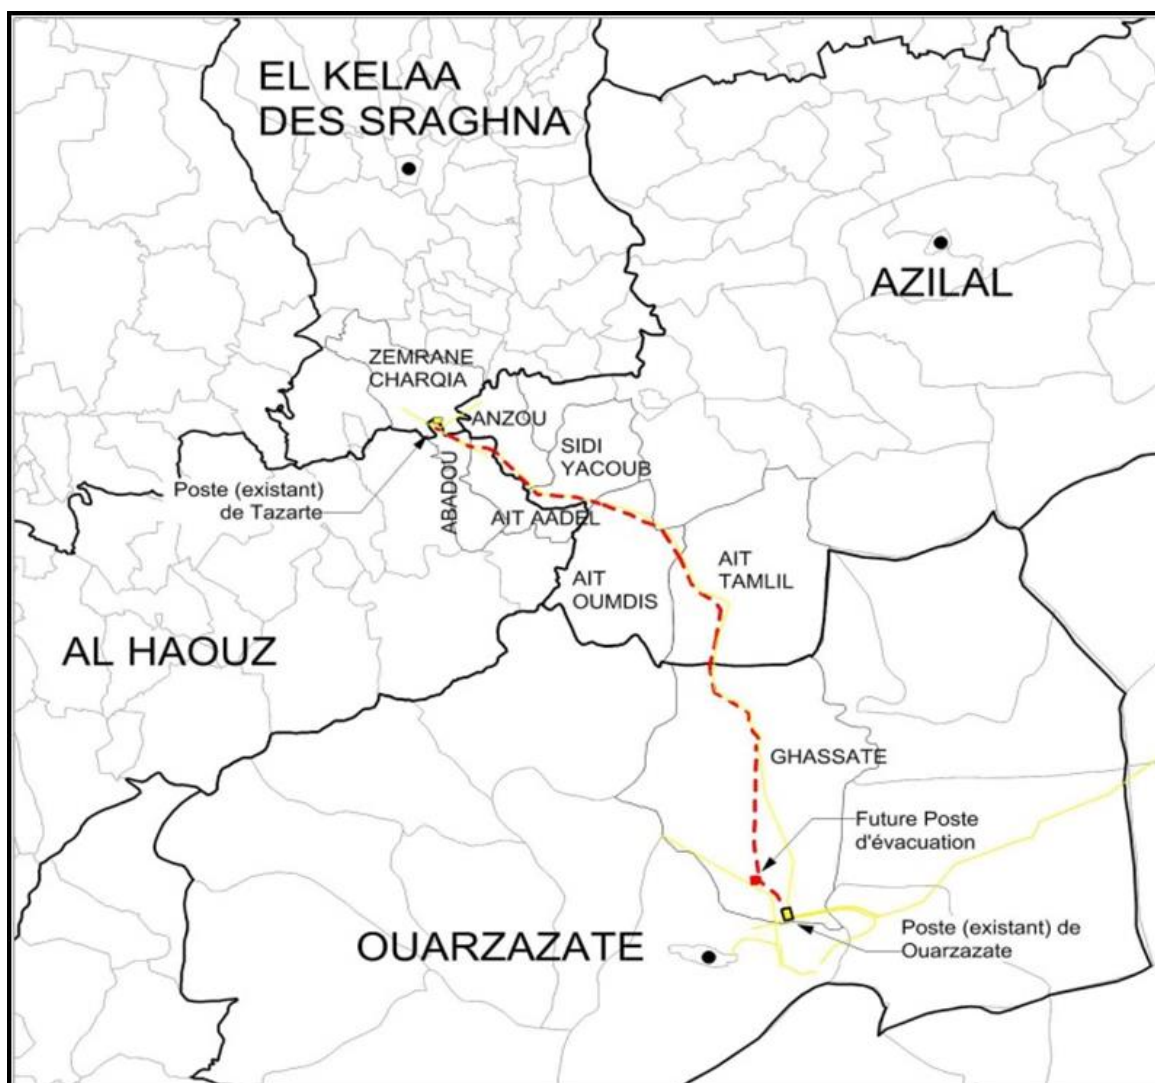 EL KELAA
DES SRAGHNA
AZILAL
ZEMRANE
CHARQIA
ANZOU
SIDI
YACOUB
ABADOU
Poste (existant)
de Tazarte
AIT AADEL
AIT
OUMDIS
AIT
TAMLIL
AL HAOUZ
GHASSATE
Future Poste
d'évacuation
OUARZAZATE
Poste (existant) de
Ouarzazate